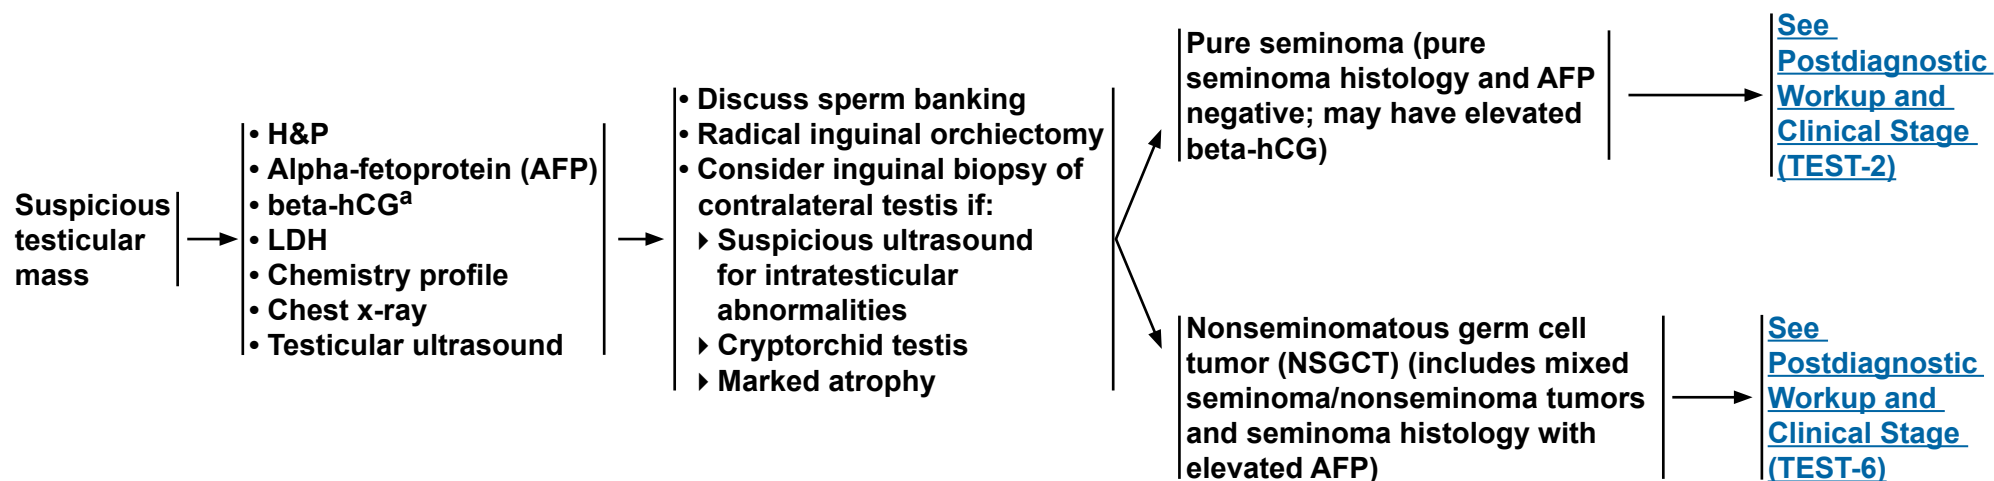 Suspicious
testicular
mass
• H&P
• Alpha-fetoprotein (AFP)
• beta-hCGa
• LDH
• Chemistry profile
• Chest x-ray
• Testicular ultrasound
• Discuss sperm banking
• Radical inguinal orchiectomy
• Consider inguinal biopsy of
contralateral testis if:
▸ Suspicious ultrasound
for intratesticular
abnormalities
▸ Cryptorchid testis
▸ Marked atrophy
Pure seminoma (pure
seminoma histology and AFP
negative; may have elevated
beta-hCG)
See
Postdiagnostic
Workup and
Clinical Stage
(TEST-2)
Nonseminomatous germ cell
tumor (NSGCT) (includes mixed
seminoma/nonseminoma tumors
and seminoma histology with
elevated AFP)
See
Postdiagnostic
Workup and
Clinical Stage
(TEST-6)